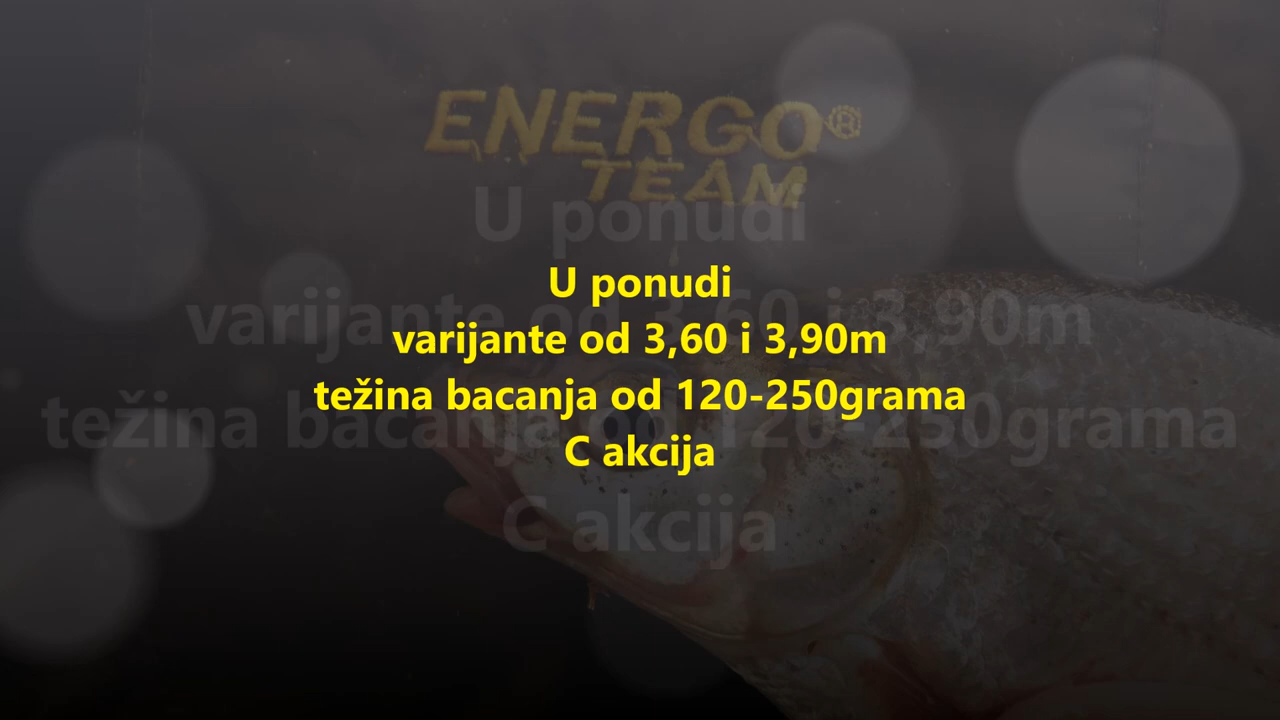 ENERGO®
TEAM
U ponudi
varijante od 3,60 i 3,90m
težina bacanja od 120-250grama
C akcija